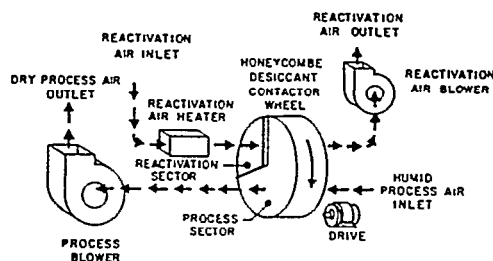 REACTIVATION
AIR INLET
DRY PROCESS AIR
OUTLET
REACTIVATION
AIR HEATER
REACTIVATION
SECTOR
HONEYCOMBE
DESICCANT
CONTACTOR
WHEEL
REACTIVATION
AIR OUTLET
REACTIVATION
AIR BLOWER
HUMID
PROCESS AIR
INLET
PROCESS
SECTOR
DRIVE
PROCESS
BLOWER